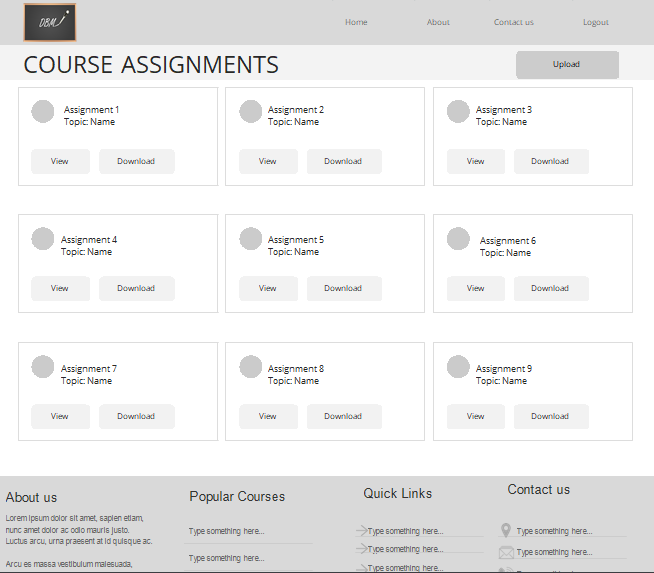 DBM
Home About Contact us Logout
COURSE ASSIGNMENTS
Upload
Assignment 1
Topic: Name
View Download
Assignment 2
Topic: Name
View Download
Assignment 3
Topic: Name
View Download
Assignment 4
Topic: Name
View Download
Assignment 5
Topic: Name
View Download
Assignment 6
Topic: Name
View Download
Assignment 7
Topic: Name
View Download
Assignment 8
Topic: Name
View Download
Assignment 9
Topic: Name
View Download
About us
Lorem ipsum dolor sit amet, sapien etiam,
nunc amet dolor ac odio mauris justo.
Luctus arcu, urna praesent at id quisque ac.
Arcu es massa vestibulum malesuada,
Popular Courses
Type something here...
Type something here...
Quick Links
Type something here...
Type something here...
Type something here...
Contact us
Type something here...
Type something here...
Type something here...